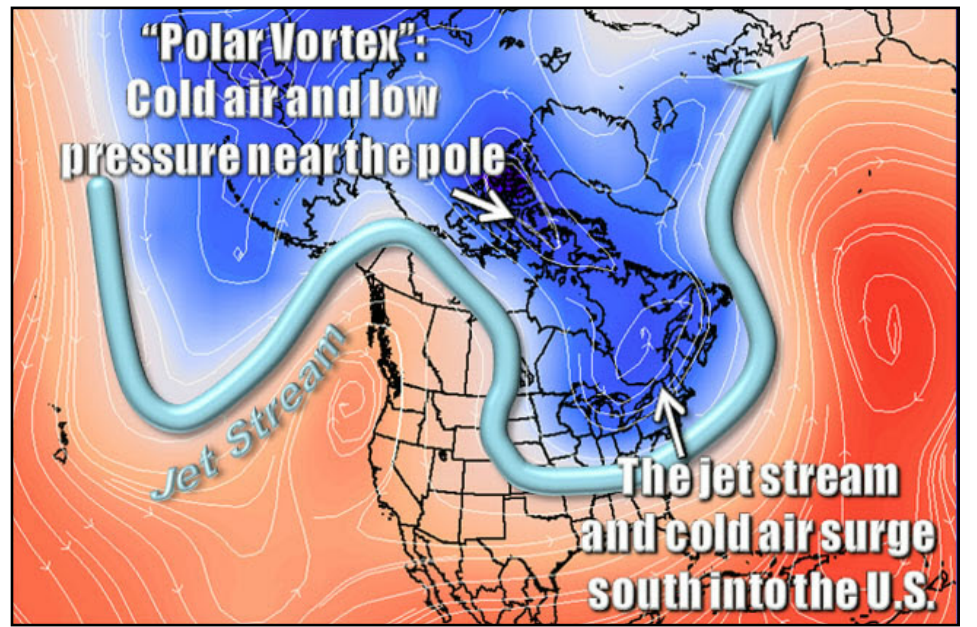 “Polar Vortex”:
Cold air and low
pressure near the pole
Jet Stream
The jet stream
and cold air surge
south into the U.S.